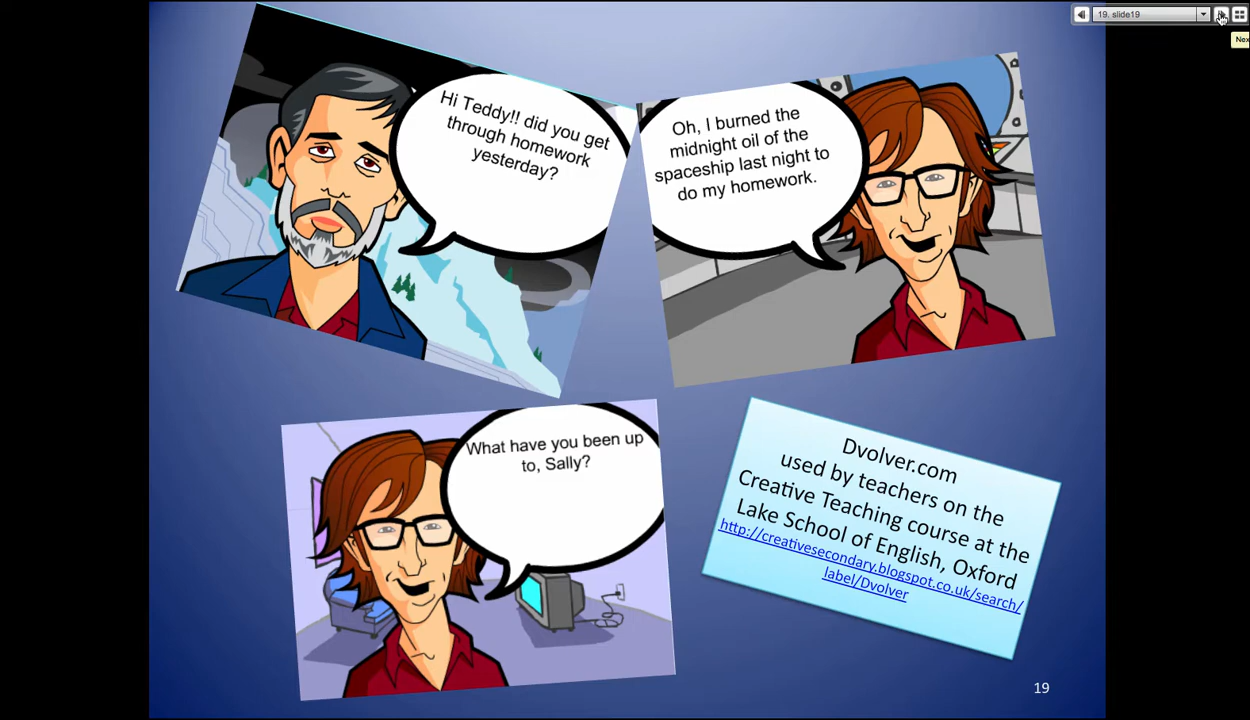 19. slide19
Nex
Hi Teddy!! did you get
through homework
yesterday?
Oh, I burned the
midnight oil of the
spaceship last night to
do my homework.
What have you been up
to, Sally?
Dvolver.com
used by teachers on the
Creative Teaching course at the
Lake School of English, Oxford
http://creativesecondary.blogspot.co.uk/search/
label/Dvolver
19